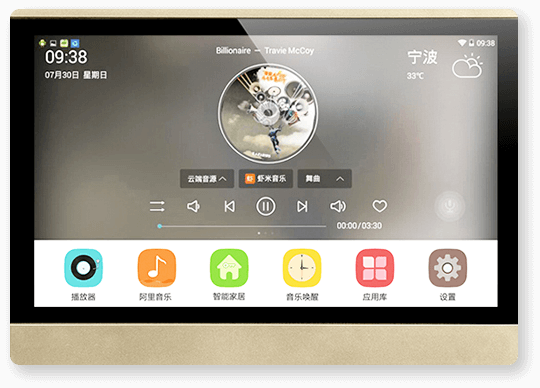 09:38
09:38
07月30日 星期日
Billionaire — Travie McCoy
宁波
33℃
云端音源
虾米音乐
舞曲
00:00/03:30
播放器
阿里音乐
智能家居
音乐唤醒
应用库
设置